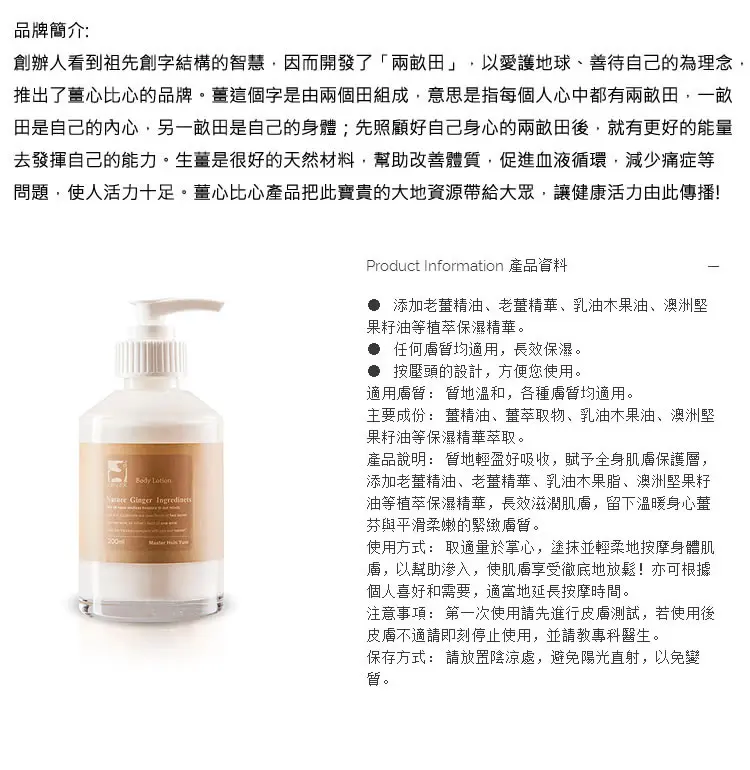 品牌簡介:
創辦人看到祖先創字結構的智慧，因而開發了「兩畝田」，以愛護地球、善待自己的為理念，
推出了薑心比心的品牌。薑這個字是由兩個田組成，意思是指每個人心中都有兩畝田，一畝
田是自己的內心，另一畝田是自己的身體；先照顧好自己身心的兩畝田後，就有更好的能量
去發揮自己的能力。生薑是很好的天然材料，幫助改善體質，促進血液循環，減少痛症等
問題，使人活力十足。薑心比心產品把此寶貴的大地資源帶給大眾，讓健康活力由此傳播!
Product Information 產品資料 —
● 添加老薑精油、老薑精華、乳油木果油、澳洲堅
果籽油等植萃保濕精華。
● 任何膚質均適用，長效保濕。
● 按壓頭的設計，方便您使用。
適用膚質： 質地溫和，各種膚質均適用。
主要成份： 薑精油、薑萃取物、乳油木果油、澳洲堅
果籽油等保濕精華萃取。
產品說明： 質地輕盈好吸收，賦予全身肌膚保護層，
添加老薑精油、老薑精華、乳油木果脂、澳洲堅果籽
油等植萃保濕精華，長效滋潤肌膚，留下溫暖身心薑
芬與平滑柔嫩的緊緻膚質。
使用方式： 取適量於掌心，塗抹並輕柔地按摩身體肌
膚，以幫助滲入，使肌膚享受徹底地放鬆！亦可根據
個人喜好和需要，適當地延長按摩時間。
注意事項： 第一次使用請先進行皮膚測試，若使用後
皮膚不適請即刻停止使用，並請教專科醫生。
保存方式： 請放置陰涼處，避免陽光直射，以免變
質。
Body Lotion
Nature Ginger Ingredients
200ml
Master Hsin Yuan